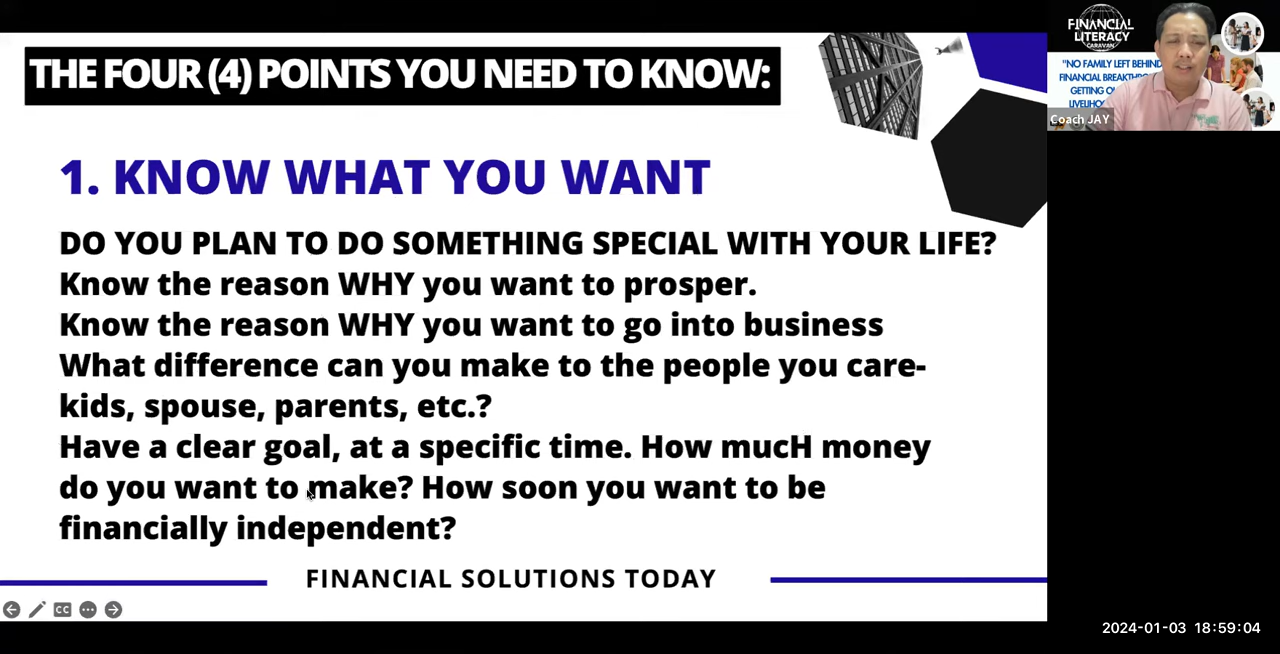 THE FOUR (4) POINTS YOU NEED TO KNOW:
1. KNOW WHAT YOU WANT
DO YOU PLAN TO DO SOMETHING SPECIAL WITH YOUR LIFE?
Know the reason WHY you want to prosper.
Know the reason WHY you want to go into business
What difference can you make to the people you care-
kids, spouse, parents, etc.?
Have a clear goal, at a specific time. How mucH money
do you want to make? How soon you want to be
financially independent?
FINANCIAL SOLUTIONS TODAY
CC
FINANCIAL
LITERACY
CARAVAN
"NO FAMILY LEFT BEHIND
FINANCIAL
GETTING
Coach JAY
2024-01-03 18:59:04